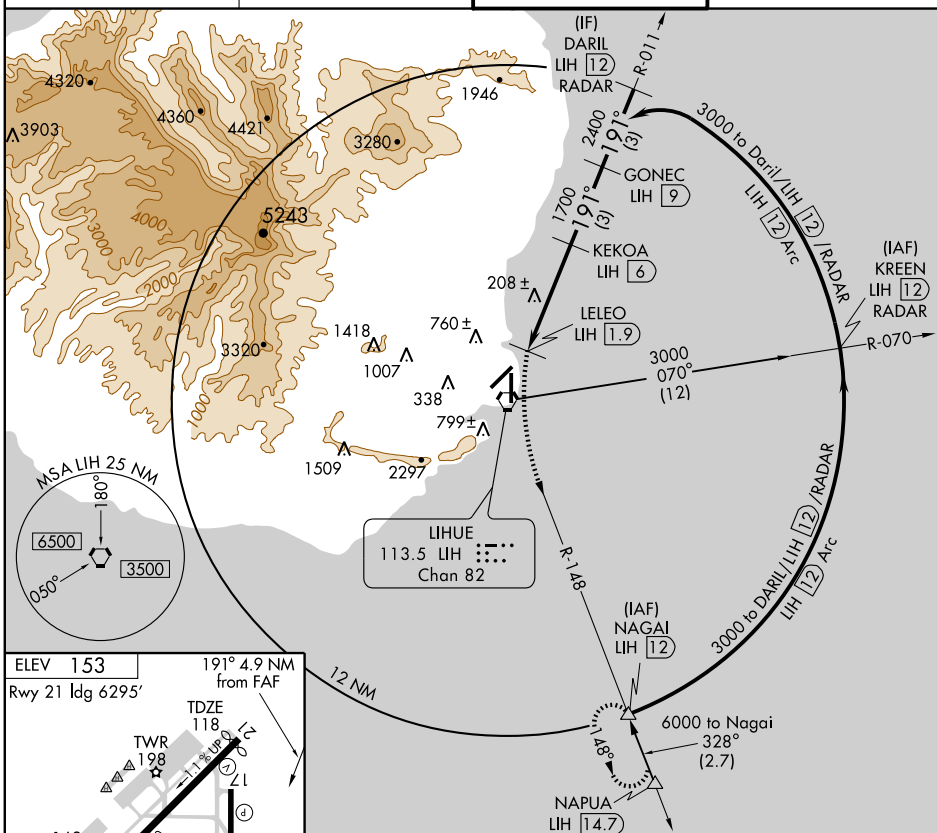 (IF)
DARIL
LIH 12
RADAR
R-011
4320
1946
4360
4421
3903
3280
2400
191°
(3)
3000 to Daril/LIH 12 /RADAR
LIH 12 Arc
GONEC
LIH 9
1700
191°
(3)
5243
4000
3000
2000
1000
KEKOA
LIH 6
(IAF)
KREEN
LIH 12
RADAR
208 ±
LELEO
LIH 1.9
760 ±
1418
1007
3320
338
R-070
3000
070°
(12)
799 ±
1509
2297
MSA LIH 25 NM
180°
6500
3500
050°
LIHUE
113.5 LIH
Chan 82
R-148
3000 to DARIL/LIH 12 /RADAR
LIH 12 Arc
(IAF)
NAGAI
LIH 12
12 NM
6000 to Nagai
328°
(2.7)
148°
NAPUA
LIH 14.7
ELEV 153
Rwy 21 ldg 6295'
191° 4.9 NM
from FAF
TDZE
118
21
TWR
198
1.1% UP
V
17
P